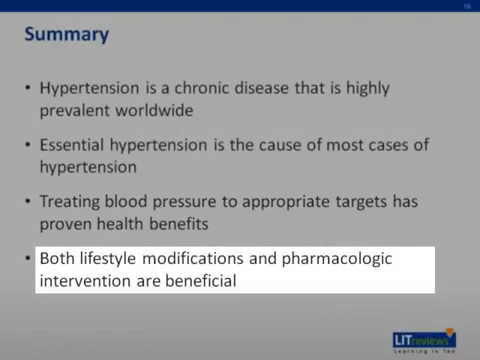 16
Summary
• Hypertension is a chronic disease that is highly
prevalent worldwide
• Essential hypertension is the cause of most cases of
hypertension
• Treating blood pressure to appropriate targets has
proven health benefits
• Both lifestyle modifications and pharmacologic
intervention are beneficial
LITreviews
Learning in Ten